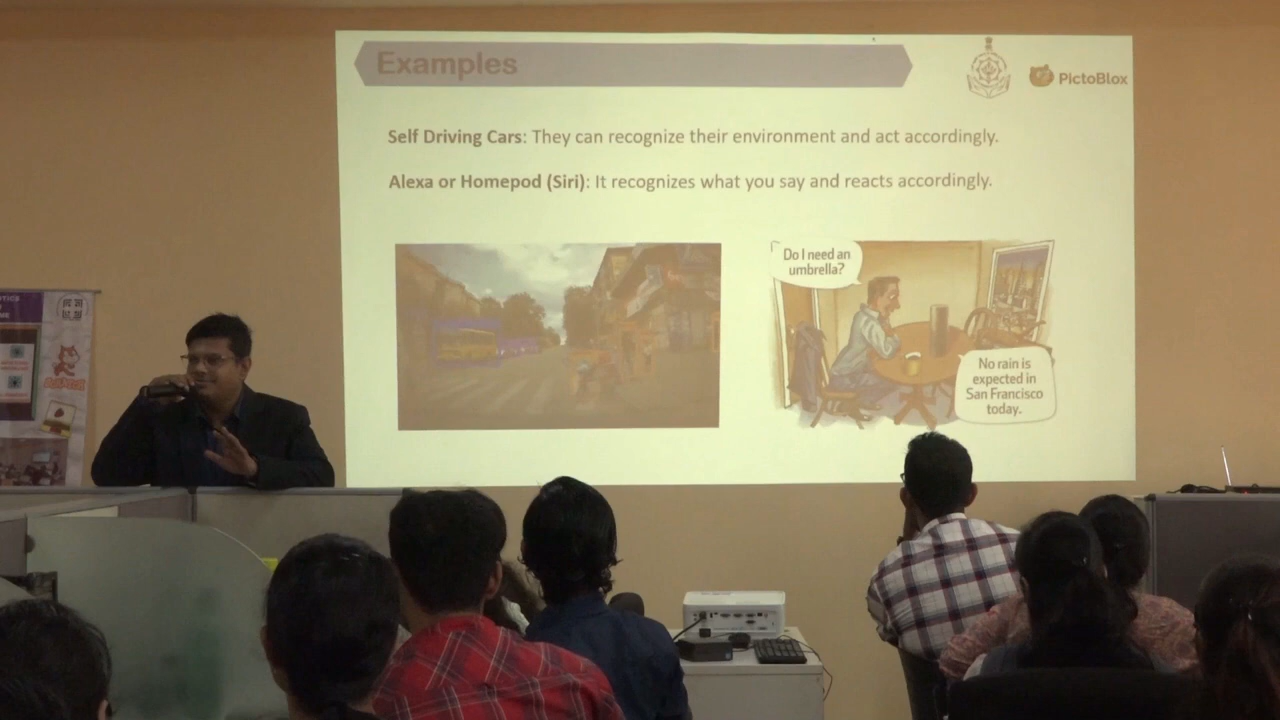 Examples
PictoBlox
Self Driving Cars: They can recognize their environment and act accordingly.
Alexa or Homepod (Siri): It recognizes what you say and reacts accordingly.
Do I need an
umbrella?
No rain is
expected in
San Francisco
today.